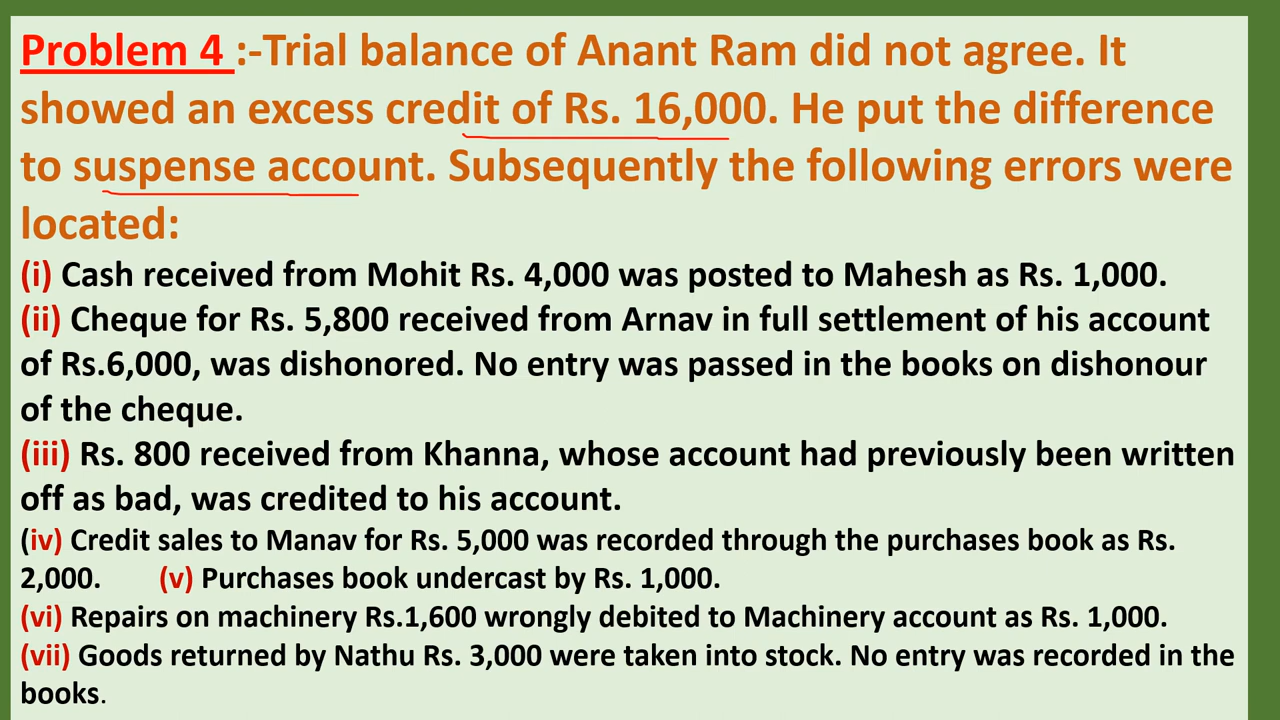 Problem 4 :-Trial balance of Anant Ram did not agree. It
showed an excess credit of Rs. 16,000. He put the difference
to suspense account. Subsequently the following errors were
located:
(i) Cash received from Mohit Rs. 4,000 was posted to Mahesh as Rs. 1,000.
(ii) Cheque for Rs. 5,800 received from Arnav in full settlement of his account
of Rs.6,000, was dishonored. No entry was passed in the books on dishonour
of the cheque.
(iii) Rs. 800 received from Khanna, whose account had previously been written
off as bad, was credited to his account.
(iv) Credit sales to Manav for Rs. 5,000 was recorded through the purchases book as Rs.
2,000. (v) Purchases book undercast by Rs. 1,000.
(vi) Repairs on machinery Rs.1,600 wrongly debited to Machinery account as Rs. 1,000.
(vii) Goods returned by Nathu Rs. 3,000 were taken into stock. No entry was recorded in the
books.